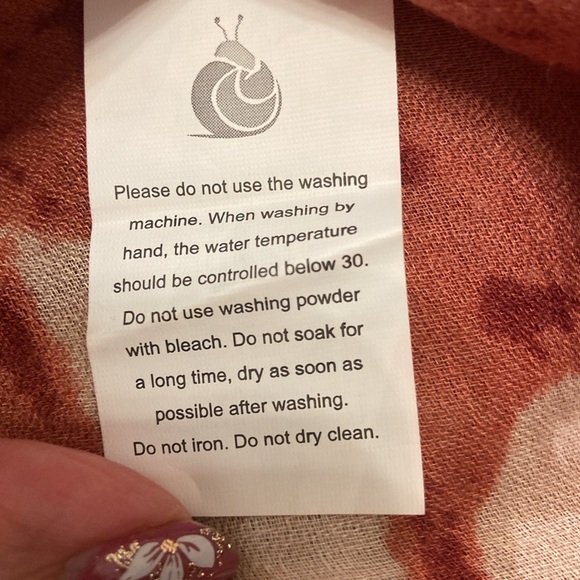 Please do not use the washing
machine. When washing by
hand, the water temperature
should be controlled below 30.
Do not use washing powder
with bleach. Do not soak for
a long time, dry as soon as
possible after washing.
Do not iron. Do not dry clean.